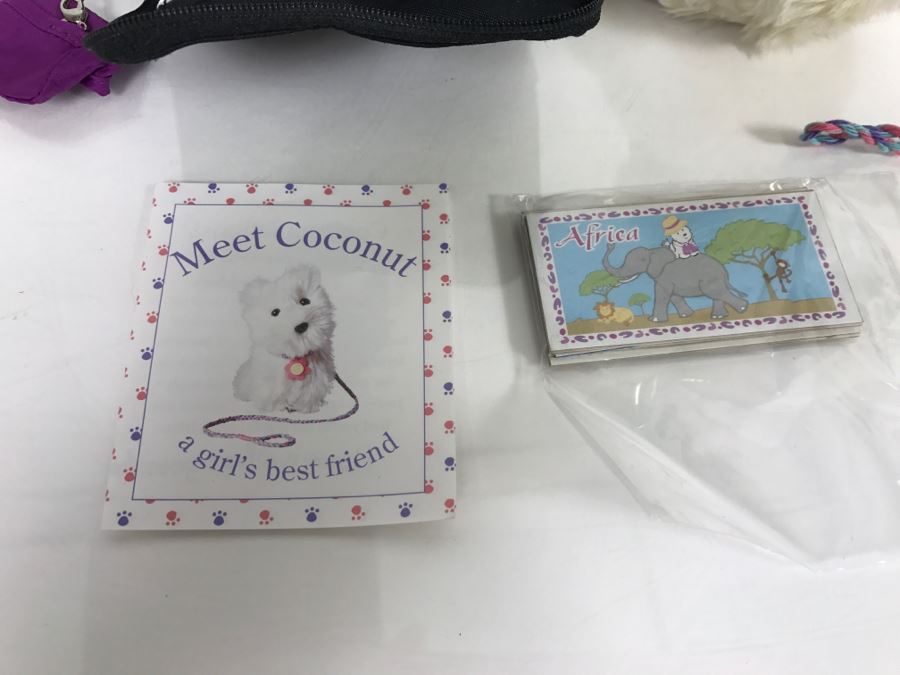 Meet Coconut
a girl's best friend
Africa